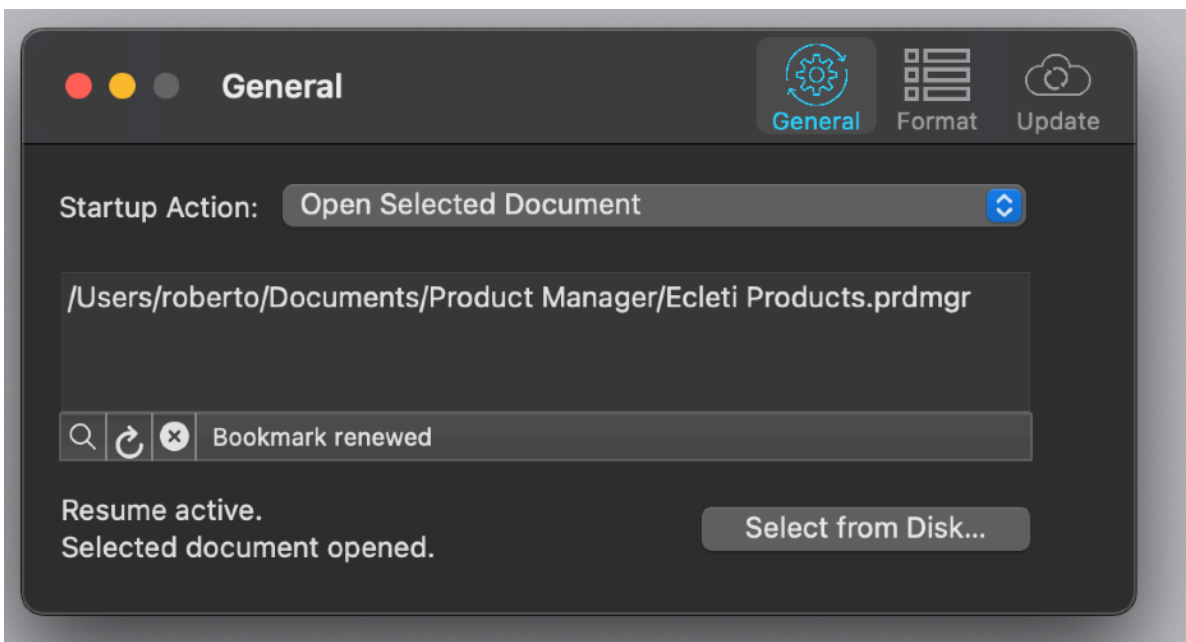 General
General
Format
Update
Startup Action:
Open Selected Document
/Users/roberto/Documents/Product Manager/Ecleti Products.prdmgr
Bookmark renewed
Resume active.
Selected document opened.
Select from Disk...